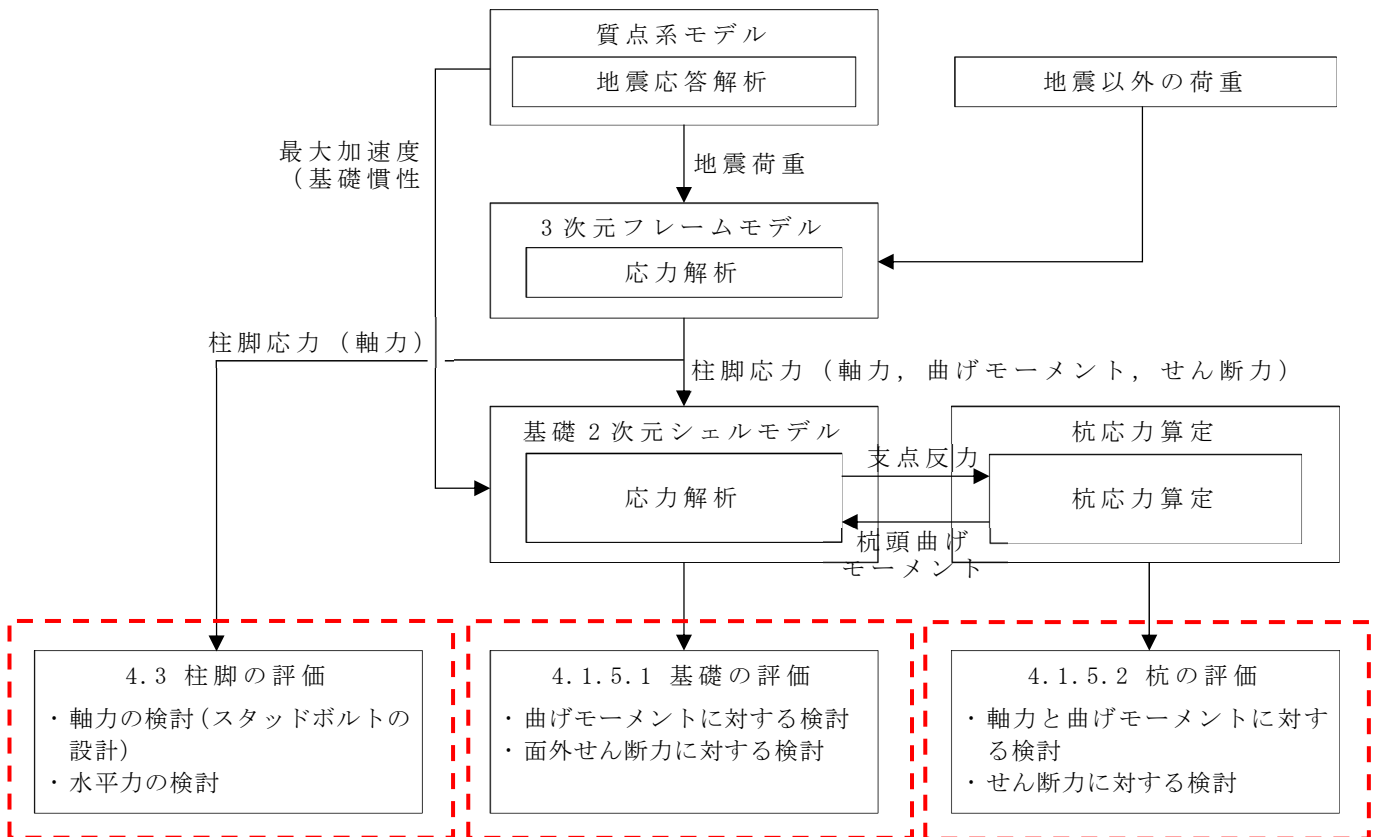 質点系モデル
地震応答解析
地震以外の荷重
最大加速度
（基礎慣性
地震荷重
3次元フレームモデル
応力解析
柱脚応力（軸力）
柱脚応力（軸力，曲げモーメント，せん断力）
基礎2次元シェルモデル
応力解析
支点反力
杭頭曲げ
モーメント
杭応力算定
杭応力算定
4.3 柱脚の評価
・軸力の検討(スタッドボルトの
設計)
・水平力の検討
4.1.5.1 基礎の評価
・曲げモーメントに対する検討
・面外せん断力に対する検討
4.1.5.2 杭の評価
・軸力と曲げモーメントに対す
る検討
・せん断力に対する検討